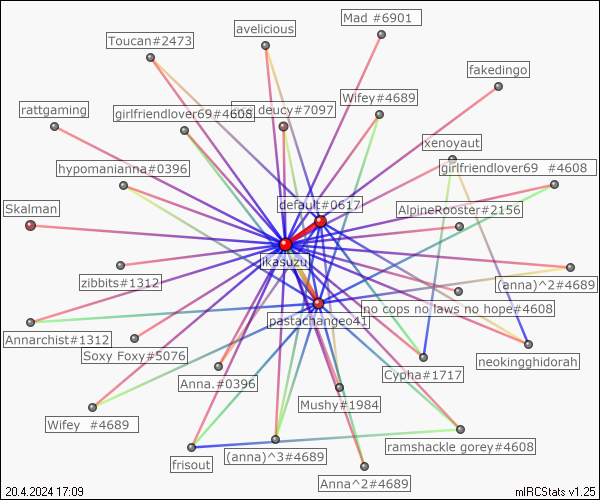 Mad #6901
avelicious
Toucan#2473
fakedingo
Wifey#4689
rattgaming
girlfriendlover69#4608
deucy#7097
xenoyaut
hypomanianna#0396
girlfriendlover69 #4608
default#0617
Skalman
AlpineRooster#2156
jkasuzu
zibbits#1312
(anna)^2#4689
no cops no laws no hope#4608
pastachangeo41
Annarchist#1312
Soxy Foxy#5076
neokingghidorah
Cypha#1717
Anna.#0396
Mushy#1984
Wifey #4689
ramshackle gorey#4608
(anna)^3#4689
frisout
Anna^2#4689
20.4.2024 17:09
mIRCStats v1.25